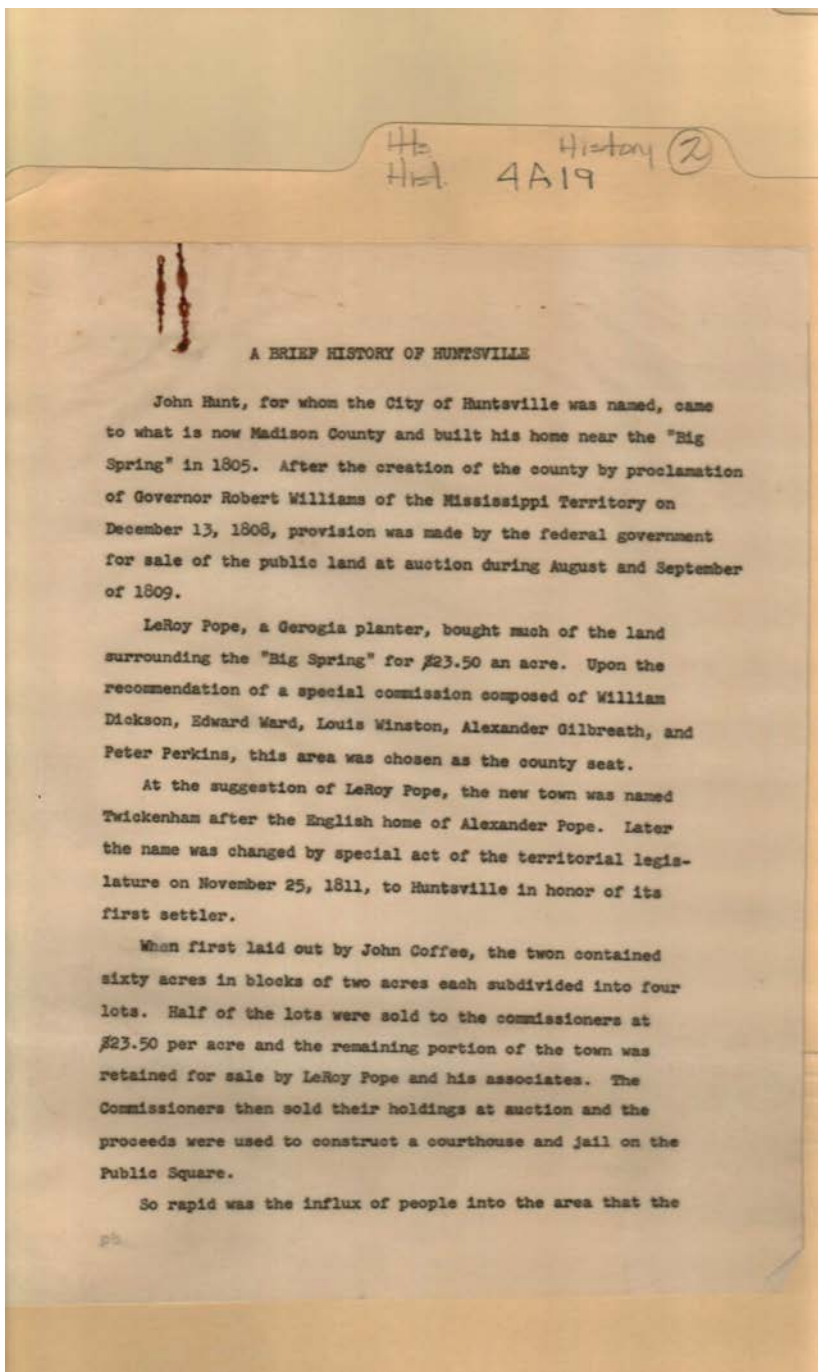 Hts. History 2
Hist. 4A19
A BRIEF HISTORY OF HUNTSVILLE
John Hunt, for whom the City of Huntsville was named, came
to what is now Madison County and built his home near the "Big
Spring" in 1805. After the creation of the county by proclamation
of Governor Robert Williams of the Mississippi Territory on
December 13, 1808, provision was made by the federal government
for sale of the public land at auction during August and September
of 1809.
LeRoy Pope, a Gerogia planter, bought much of the land
surrounding the "Big Spring" for $23.50 an acre. Upon the
recommendation of a special commission composed of William
Dickson, Edward Ward, Louis Winston, Alexander Gilbreath, and
Peter Perkins, this area was chosen as the county seat.
At the suggestion of LeRoy Pope, the new town was named
Twickenham after the English home of Alexander Pope. Later
the name was changed by special act of the territorial legis-
lature on November 25, 1811, to Huntsville in honor of its
first settler.
When first laid out by John Coffee, the twon contained
sixty acres in blocks of two acres each subdivided into four
lots. Half of the lots were sold to the commissioners at
$23.50 per acre and the remaining portion of the town was
retained for sale by LeRoy Pope and his associates. The
Commissioners then sold their holdings at auction and the
proceeds were used to construct a courthouse and jail on the
Public Square.
So rapid was the influx of people into the area that the